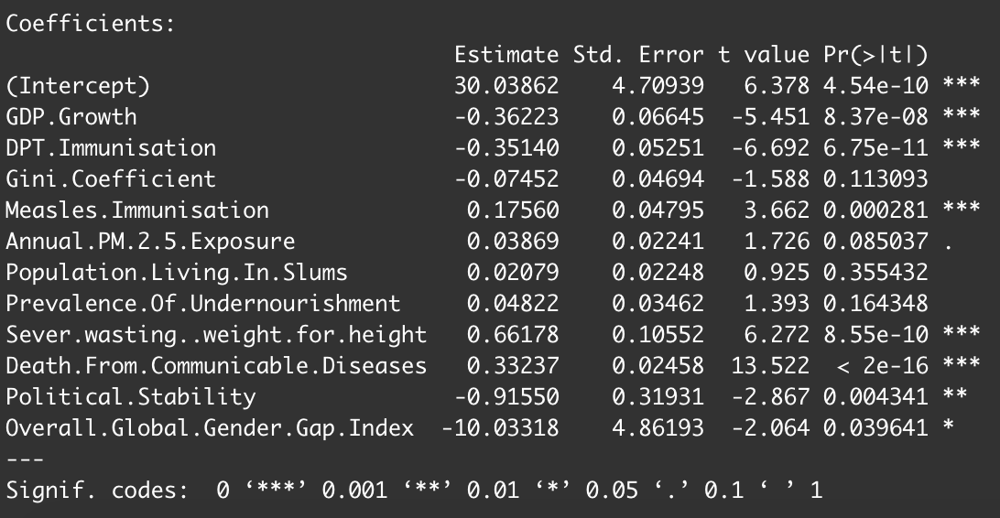 Coefficients:
Estimate Std. Error t value Pr(>|t|)
(Intercept) 30.03862 4.70939 6.378 4.54e-10 ***
GDP.Growth -0.36223 0.06645 -5.451 8.37e-08 ***
DPT.Immunisation -0.35140 0.05251 -6.692 6.75e-11 ***
Gini.Coefficient -0.07452 0.04694 -1.588 0.113093
Measles.Immunisation 0.17560 0.04795 3.662 0.000281 ***
Annual.PM.2.5.Exposure 0.03869 0.02241 1.726 0.085037 .
Population.Living.In.Slums 0.02079 0.02248 0.925 0.355432
Prevalence.Of.Undernourishment 0.04822 0.03462 1.393 0.164348
Sever.wasting..weight.for.height 0.66178 0.10552 6.272 8.55e-10 ***
Death.From.Communicable.Diseases 0.33237 0.02458 13.522 < 2e-16 ***
Political.Stability -0.91550 0.31931 -2.867 0.004341 **
Overall.Global.Gender.Gap.Index -10.03318 4.86193 -2.064 0.039641 *
---
Signif. codes: 0 ‘***’ 0.001 ‘**’ 0.01 ‘*’ 0.05 ‘.’ 0.1 ‘ ’ 1